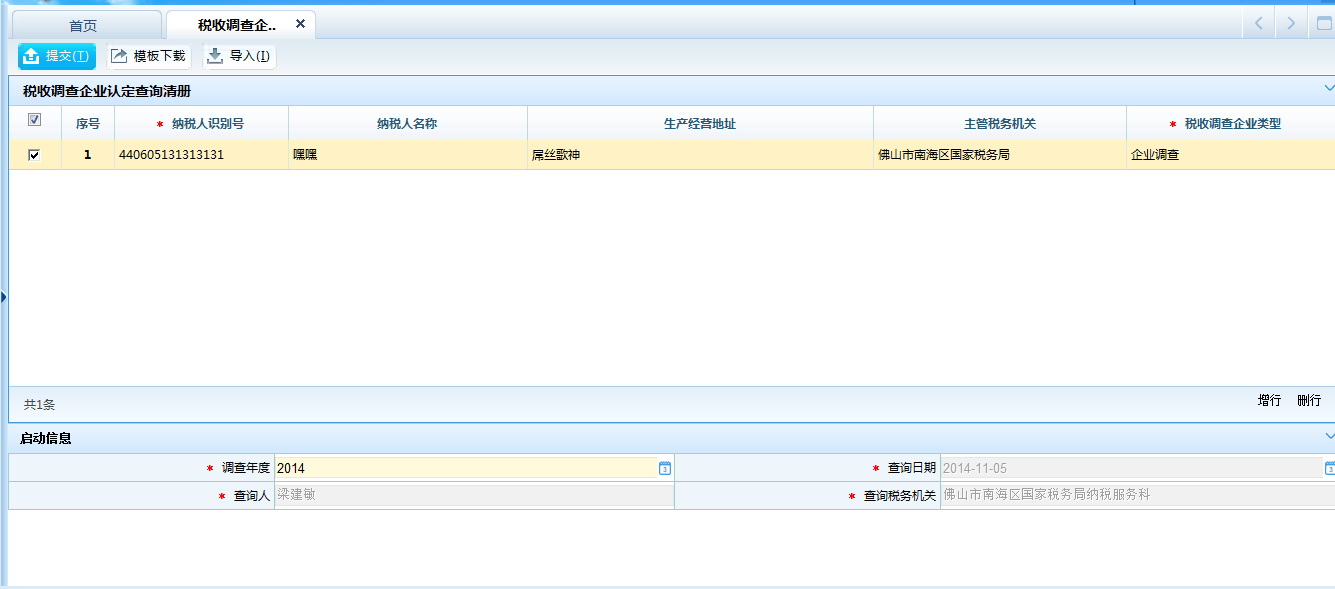 首页 税收调查企..
提交(T) 模板下载 导入(I)
税收调查企业认定查询清册
序号 * 纳税人识别号 纳税人名称 生产经营地址 主管税务机关 * 税收调查企业类型
1 440605131313131 嘿嘿 屌丝歌神 佛山市南海区国家税务局 企业调查
共1条 增行 删行
启动信息
* 调查年度 2014 * 查询日期 2014-11-05
* 查询人 梁建敏 * 查询税务机关 佛山市南海区国家税务局纳税服务科